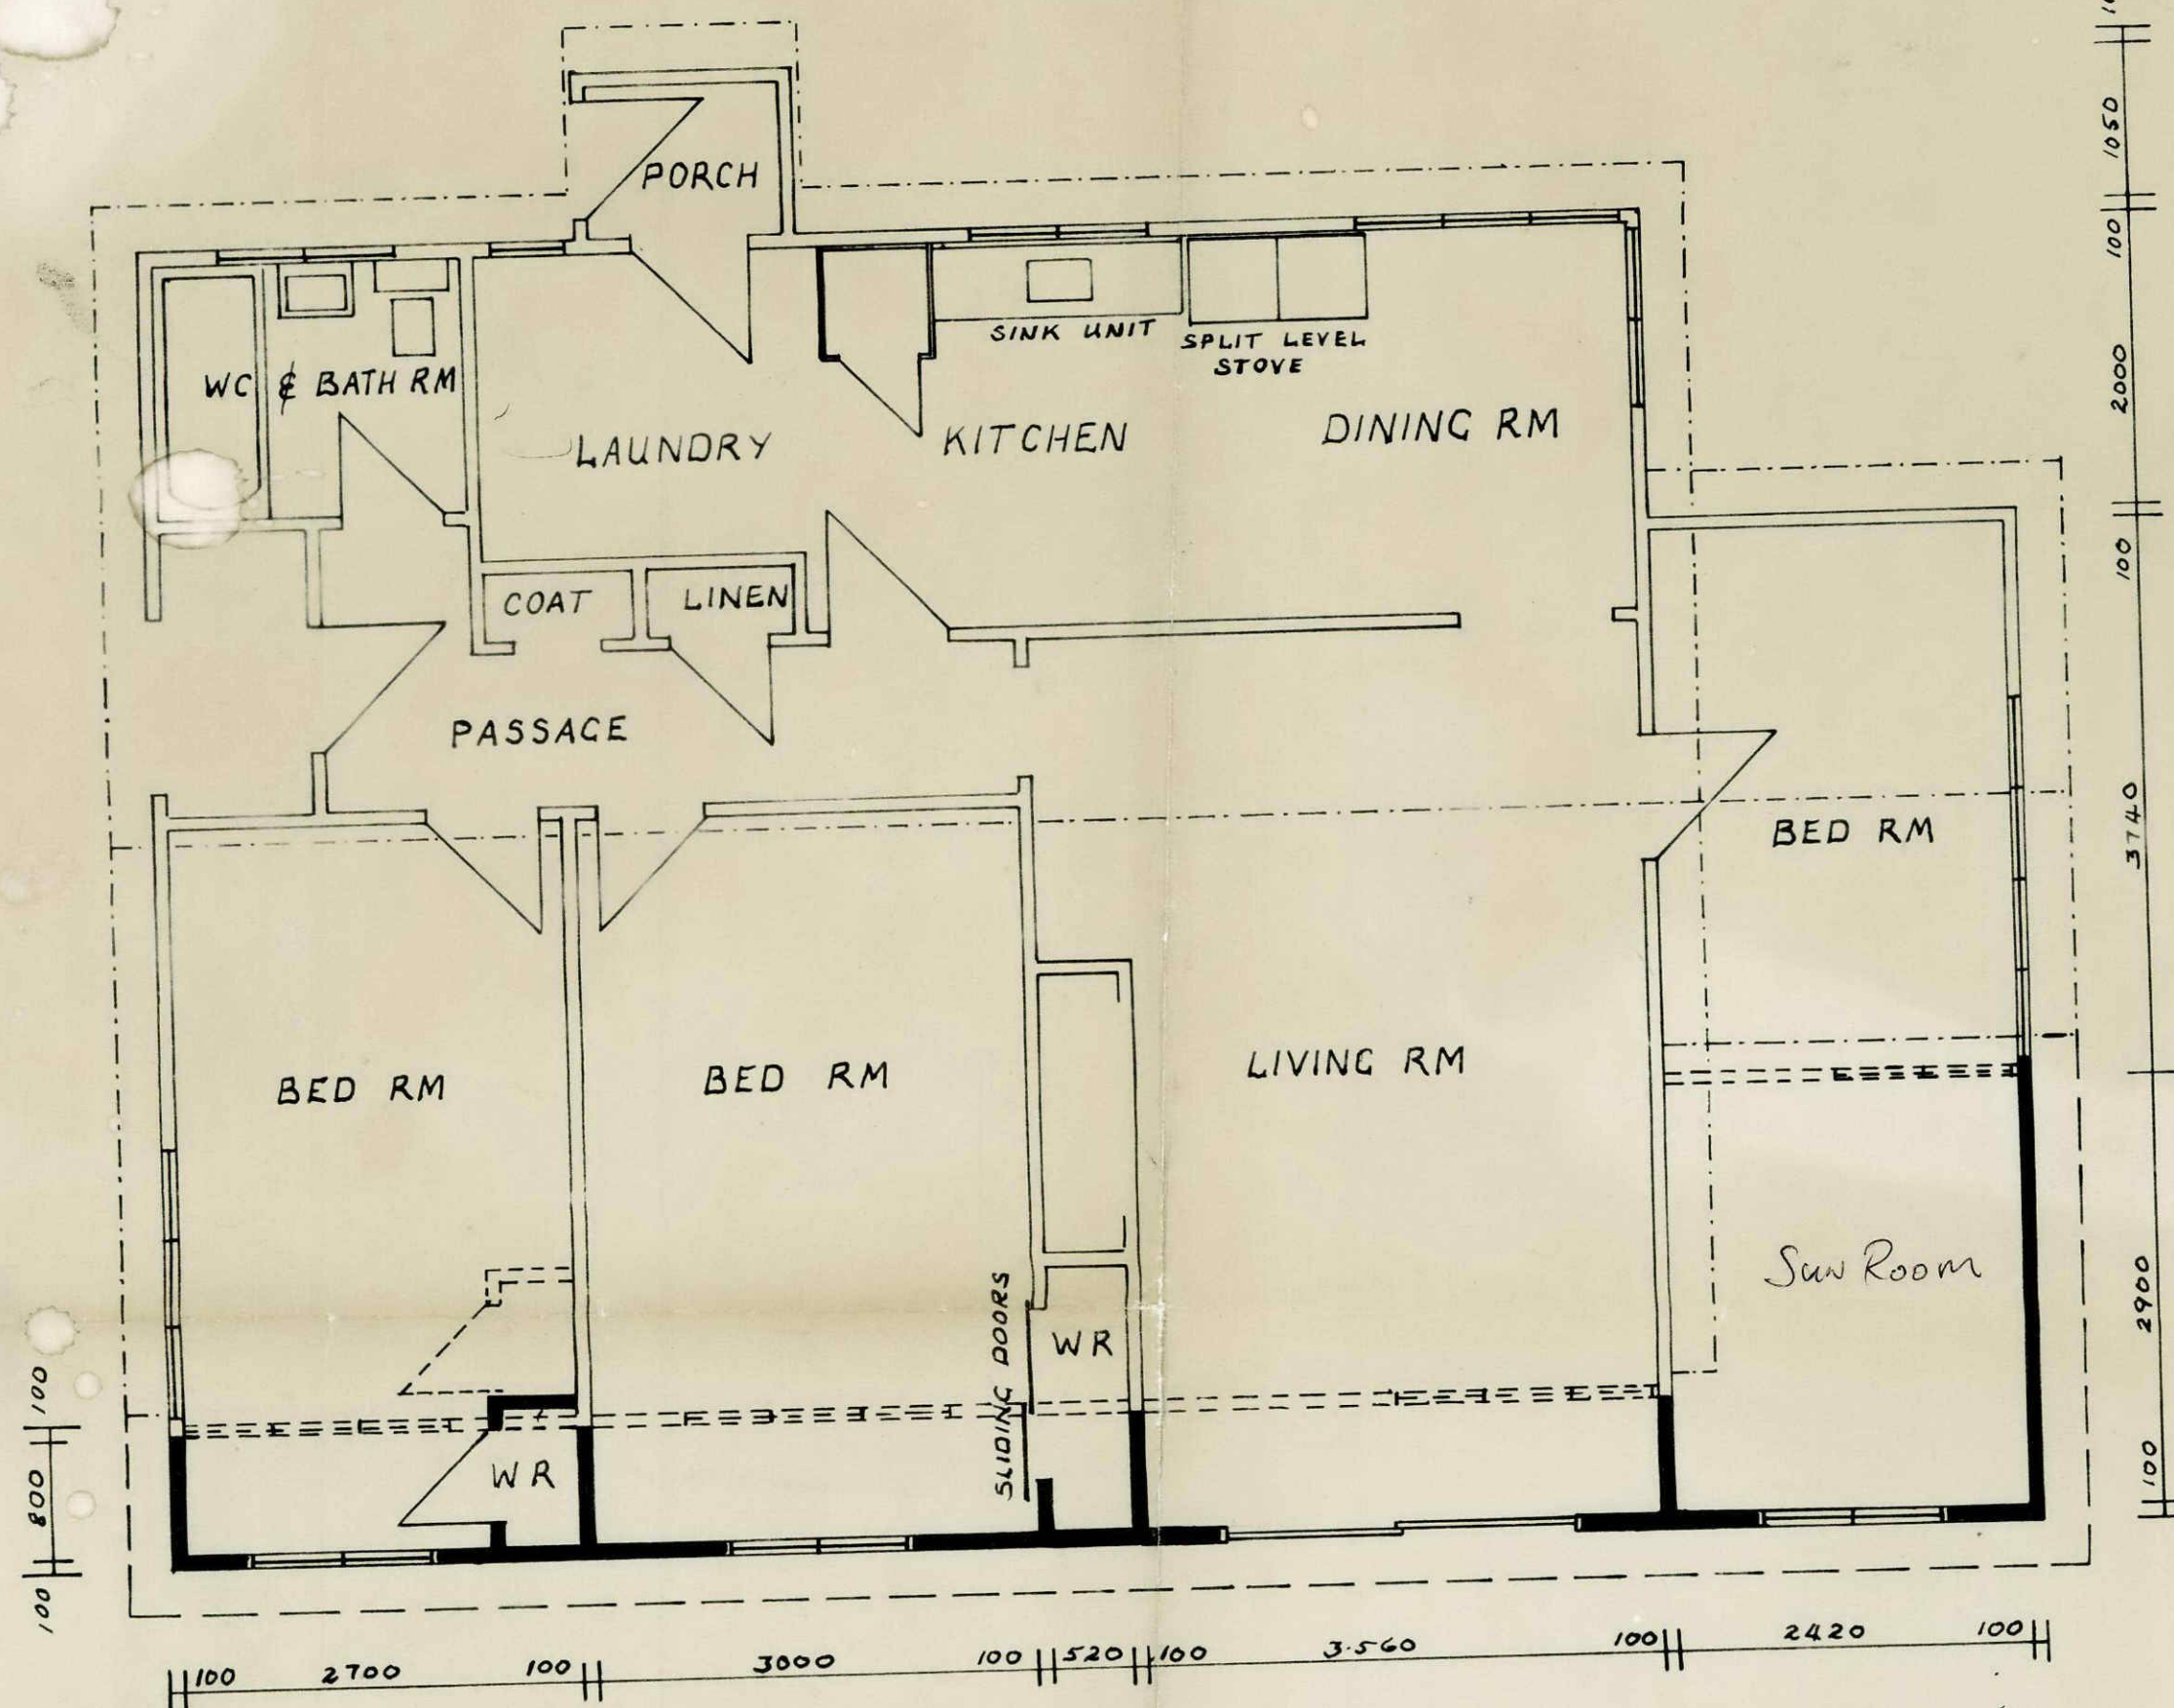 PORCH
SINK UNIT
SPLIT LEVEL
STOVE
WC & BATH RM
LAUNDRY
KITCHEN
DINING RM
COAT
LINEN
PASSAGE
BED RM
BED RM
BED RM
LIVING RM
Sun Room
SLIDING DOORS
WR
WR
100
800
100
1050
100
2000
100
3740
2900
100
100
2700
100
3000
100
520
100
3·560
100
2420
100